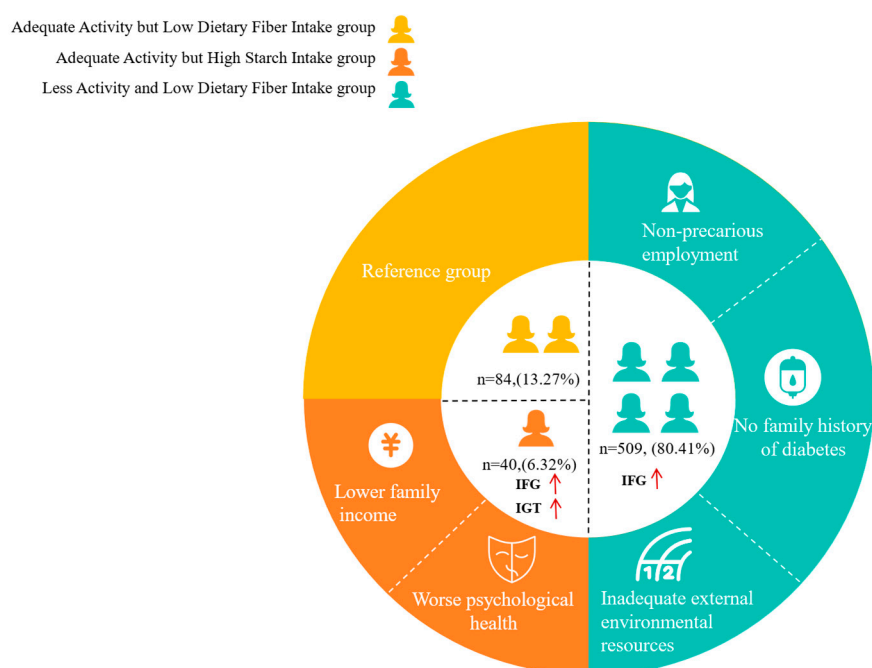 Adequate Activity but Low Dietary Fiber Intake group
Adequate Activity but High Starch Intake group
Less Activity and Low Dietary Fiber Intake group
Non-precarious
employment
Reference group
n=84,(13.27%)
No family history
of diabetes
n=509, (80.41%)
IFG
n=40,(6.32%)
IFG
IGT
¥
Lower family
income
Worse psychological
health
1 2
Inadequate external
environmental
resources